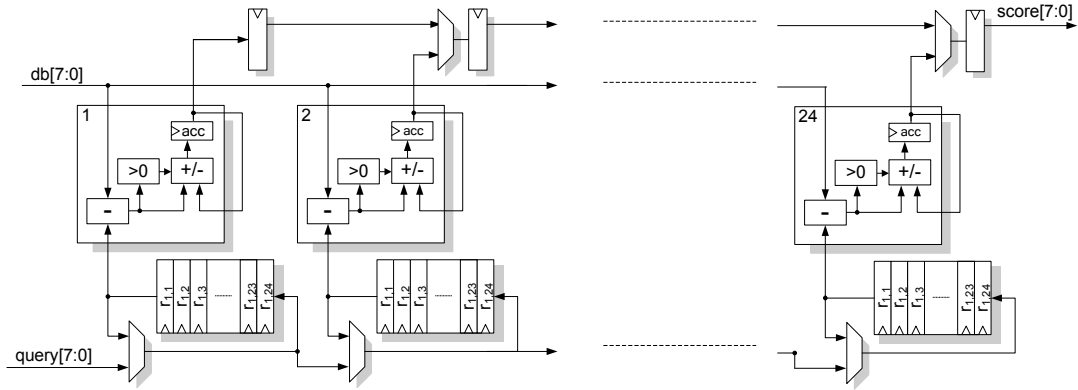 score[7:0]
db[7:0]
1
acc
>0
+/-
-
2
acc
>0
+/-
-
24
acc
>0
+/-
-
r1,1 r1,2 r1,3 ........ r1,23 r1,24
r1,1 r1,2 r1,3 ........ r1,23 r1,24
r1,1 r1,2 r1,3 ........ r1,23 r1,24
query[7:0]